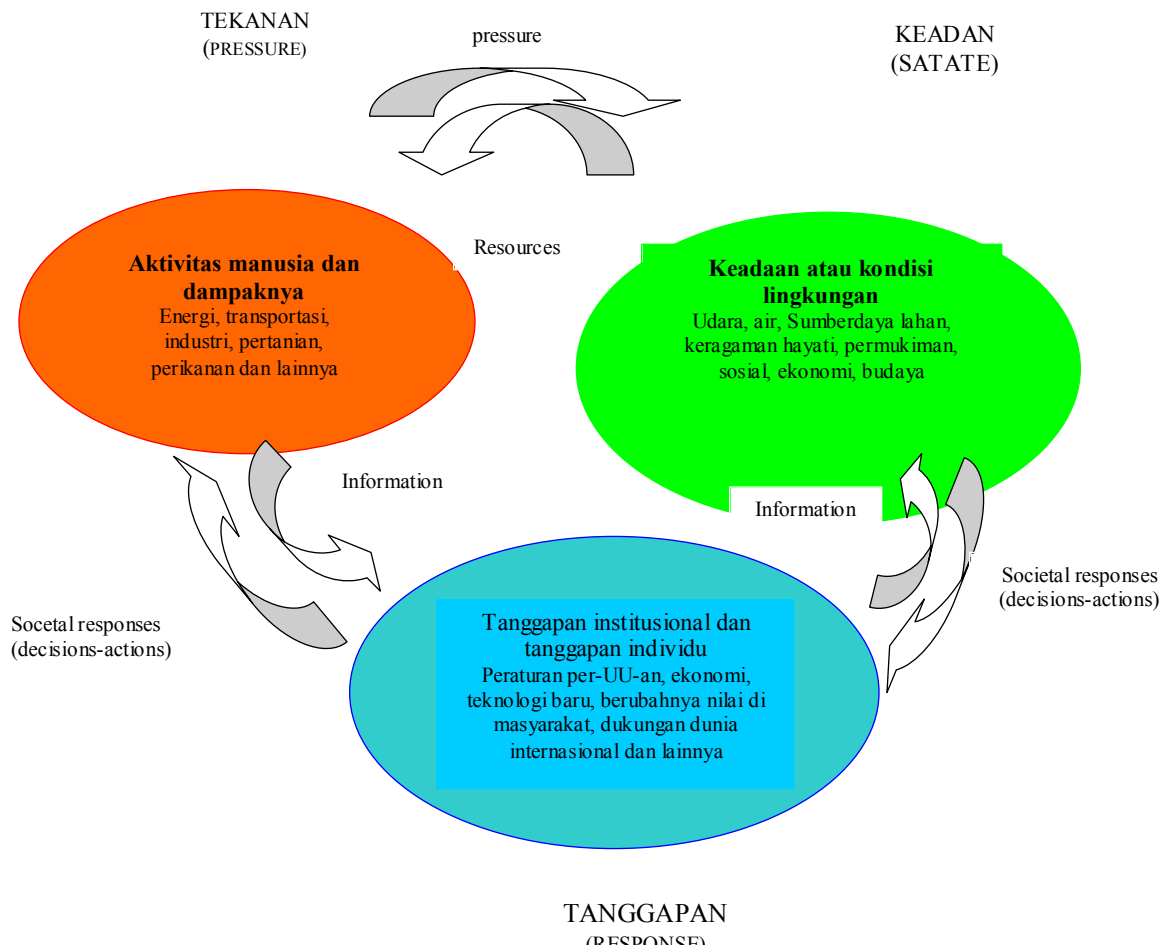 TEKANAN
(PRESSURE)
pressure
KEADAN
(SATATE)
Resources
Aktivitas manusia dan
dampaknya
Energi, transportasi,
industri, pertanian,
perikanan dan lainnya
Keadaan atau kondisi
lingkungan
Udara, air, Sumberdaya lahan,
keragaman hayati, permukiman,
sosial, ekonomi, budaya
Information
Information
Societal responses
(decisions-actions)
Socetal responses
(decisions-actions)
Tanggapan institusional dan
tanggapan individu
Peraturan per-UU-an, ekonomi,
teknologi baru, berubahnya nilai di
masyarakat, dukungan dunia
internasional dan lainnya
TANGGAPAN
(RESPONSE)